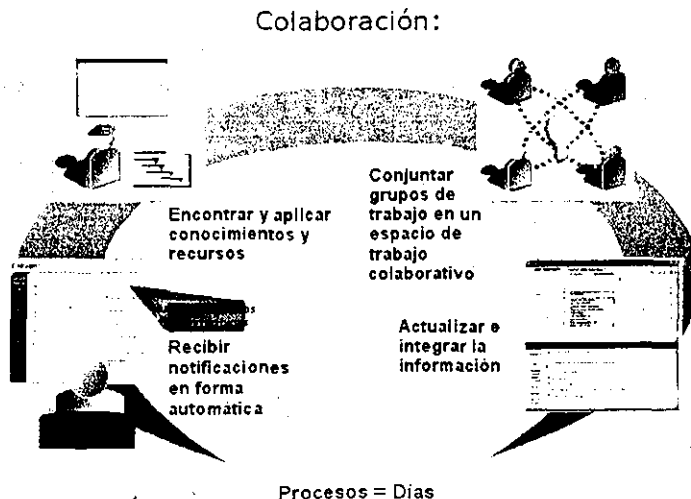 Colaboración:
Encontrar y aplicar
conocimientos y
recursos
Conjuntar
grupos de
trabajo en un
espacio de
trabajo
colaborativo
Recibir
notificaciones
en forma
automática
Actualizar e
integrar la
información
Procesos = Días